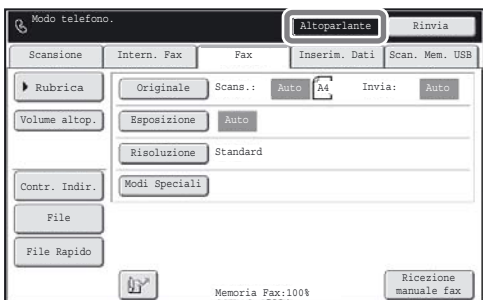 Modo telefono.
Altoparlante
Rinvia
Scansione
Intern. Fax
Fax
Inserim. Dati
Scan. Mem. USB
Rubrica
Originale
Scans.:
Auto
A4
Invia:
Auto
Volume altop.
Esposizione
Auto
Risoluzione
Standard
Contr. Indir.
Modi Speciali
File
File Rapido
Memoria Fax:100%
Ricezione
manuale fax